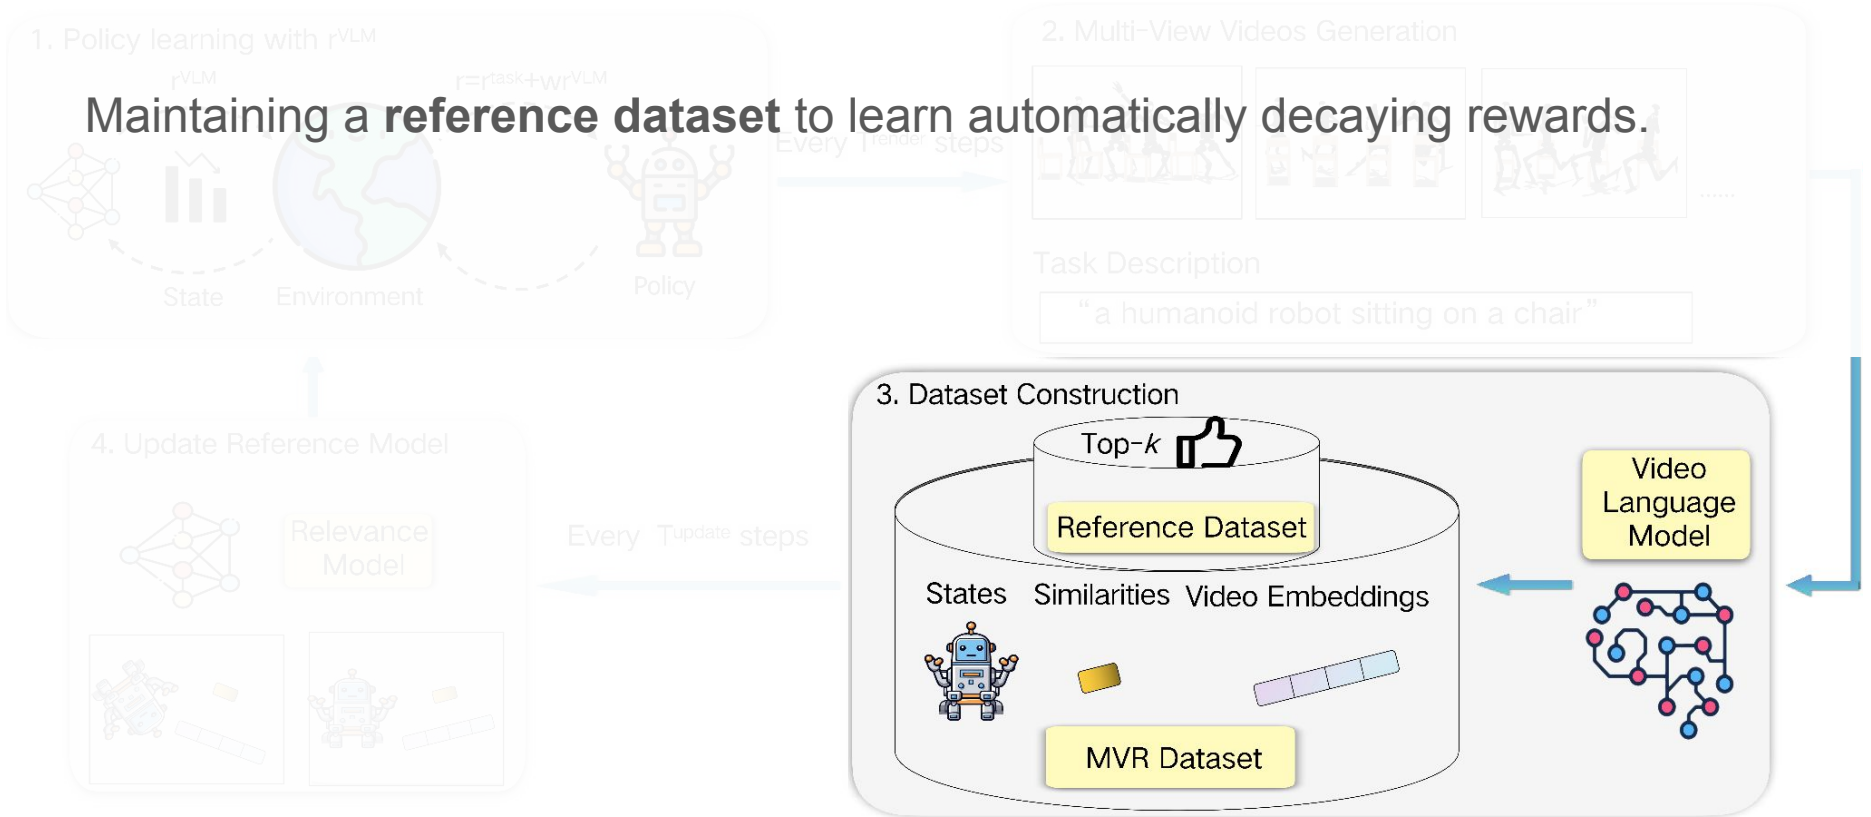 1. Policy learning with rVLM
rVLM
r=rtask+wrVLM
Maintaining a reference dataset to learn automatically decaying rewards.
State
Environment
Policy
Every Trender steps
2. Multi-View Videos Generation
......
Task Description
“a humanoid robot sitting on a chair”
3. Dataset Construction
Top-k
Reference Dataset
States
Similarities
Video Embeddings
MVR Dataset
Video
Language
Model
Every Tupdate steps
4. Update Reference Model
Relevance
Model